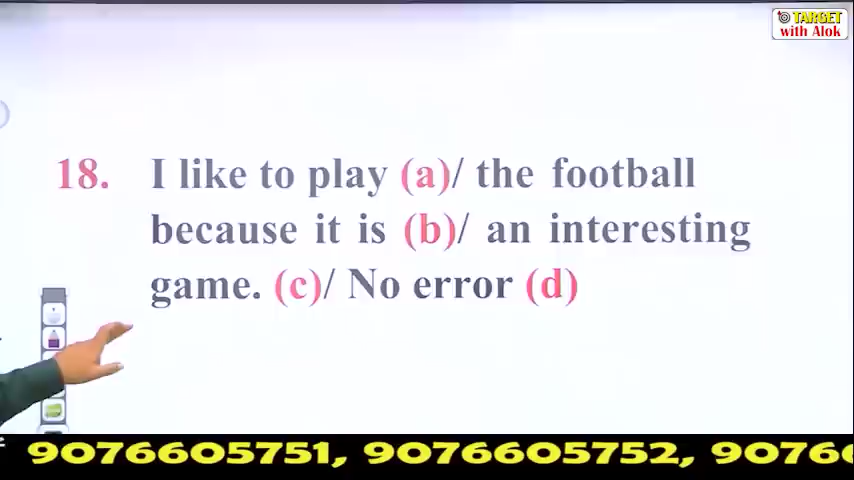 TARGET
with Alok
18. I like to play (a)/ the football
because it is (b)/ an interesting
game. (c)/ No error (d)
9076605751, 9076605752, 9076605